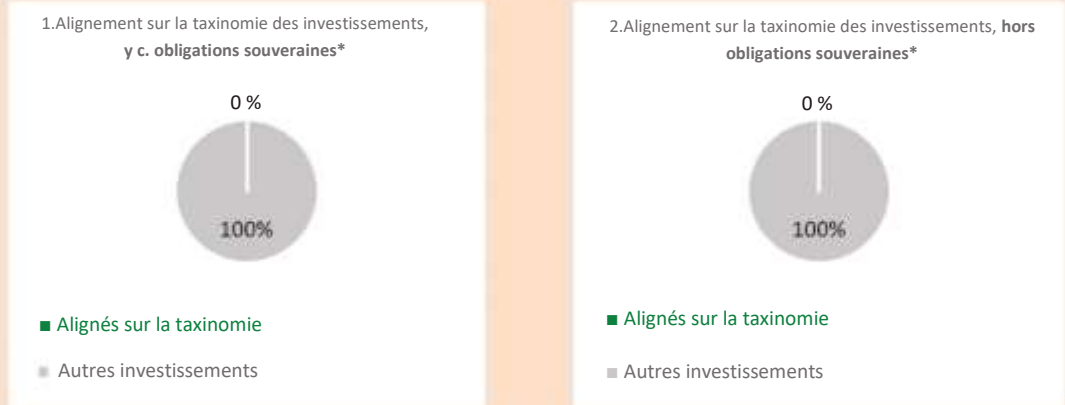 1.Alignement sur la taxinomie des investissements,
y c. obligations souveraines*
0 %
100%
■ Alignés sur la taxinomie
■ Autres investissements
2.Alignement sur la taxinomie des investissements, hors
obligations souveraines*
0 %
100%
■ Alignés sur la taxinomie
■ Autres investissements